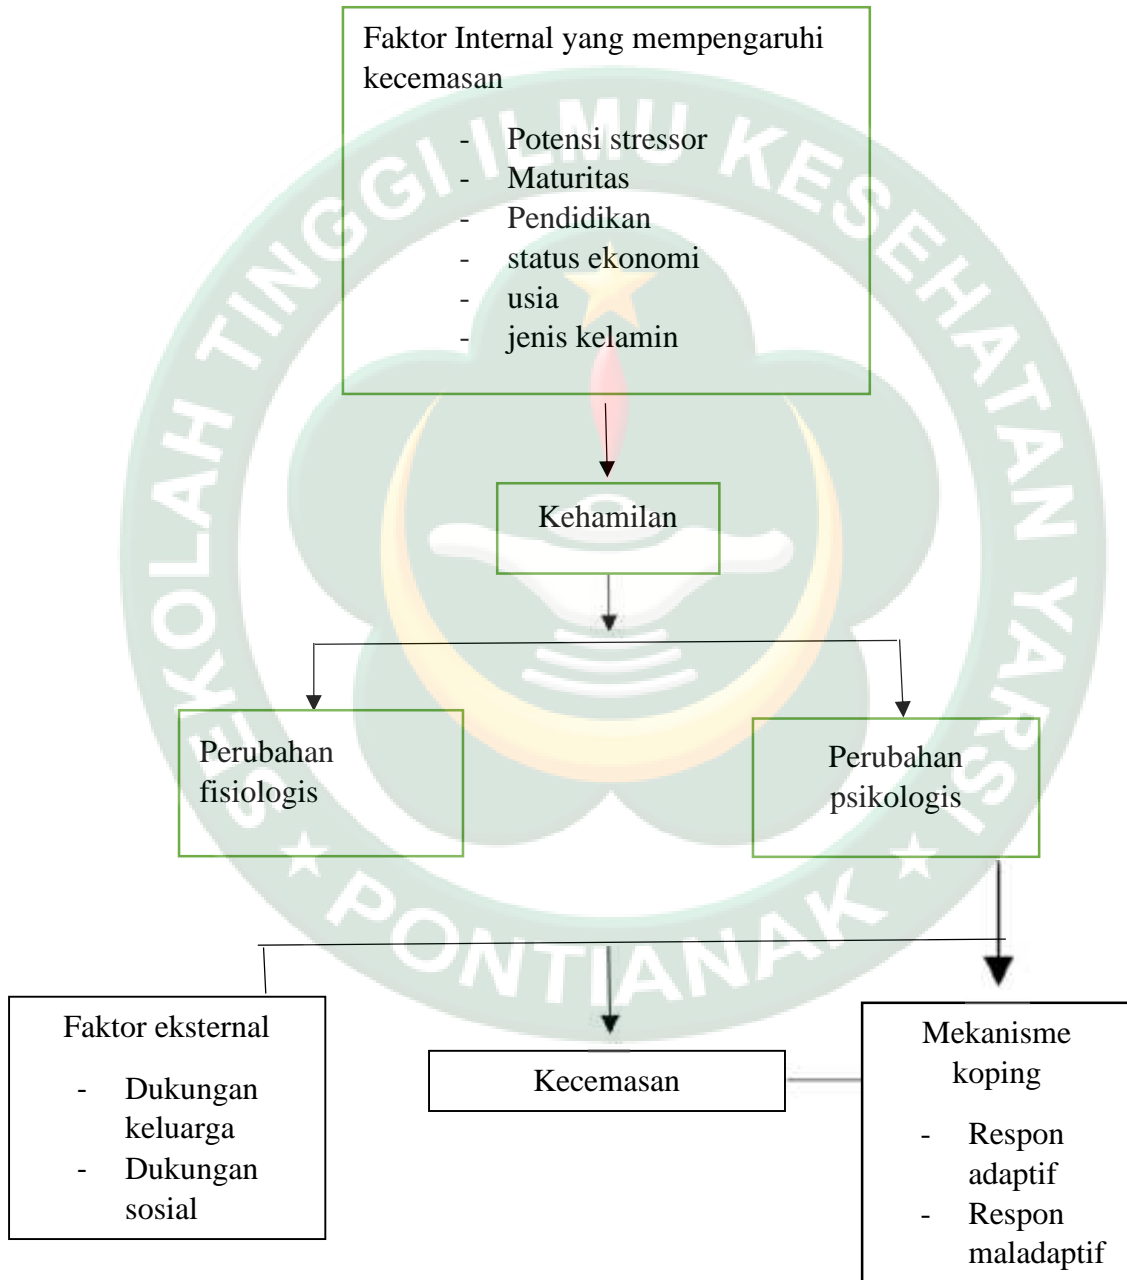 Faktor Internal yang mempengaruhi
kecemasan
- Potensi stressor
- Maturitas
- Pendidikan
- status ekonomi
- usia
- jenis kelamin
Kehamilan
Perubahan
fisiologis
Perubahan
psikologis
Faktor eksternal
- Dukungan
keluarga
- Dukungan
sosial
Kecemasan
Mekanisme
koping
- Respon
adaptif
- Respon
maladaptif
SEKOLAH TINGGI ILMU KESEHATAN YARSI
PONTIANAK